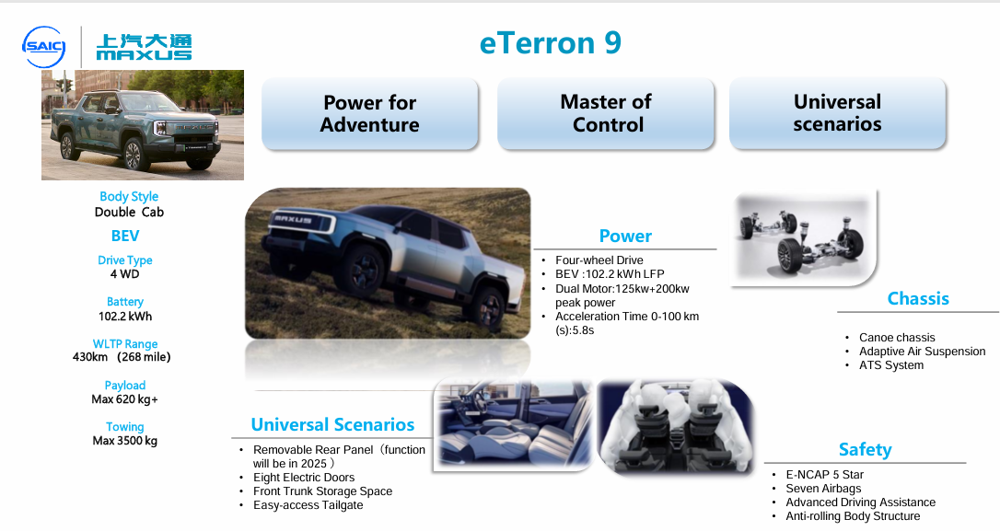 SAIC
上汽大通
MAXUS
eTerron 9
Power for
Adventure
Master of
Control
Universal
scenarios
Body Style
Double Cab
BEV
Drive Type
4 WD
Battery
102.2 kWh
WLTP Range
430km （268 mile）
Payload
Max 620 kg+
Towing
Max 3500 kg
MAXUS
Power
• Four-wheel Drive
• BEV :102.2 kWh LFP
• Dual Motor:125kw+200kw
peak power
• Acceleration Time 0-100 km
(s):5.8s
Chassis
• Canoe chassis
• Adaptive Air Suspension
• ATS System
Universal Scenarios
• Removable Rear Panel（function
will be in 2025 ）
• Eight Electric Doors
• Front Trunk Storage Space
• Easy-access Tailgate
Safety
• E-NCAP 5 Star
• Seven Airbags
• Advanced Driving Assistance
• Anti-rolling Body Structure